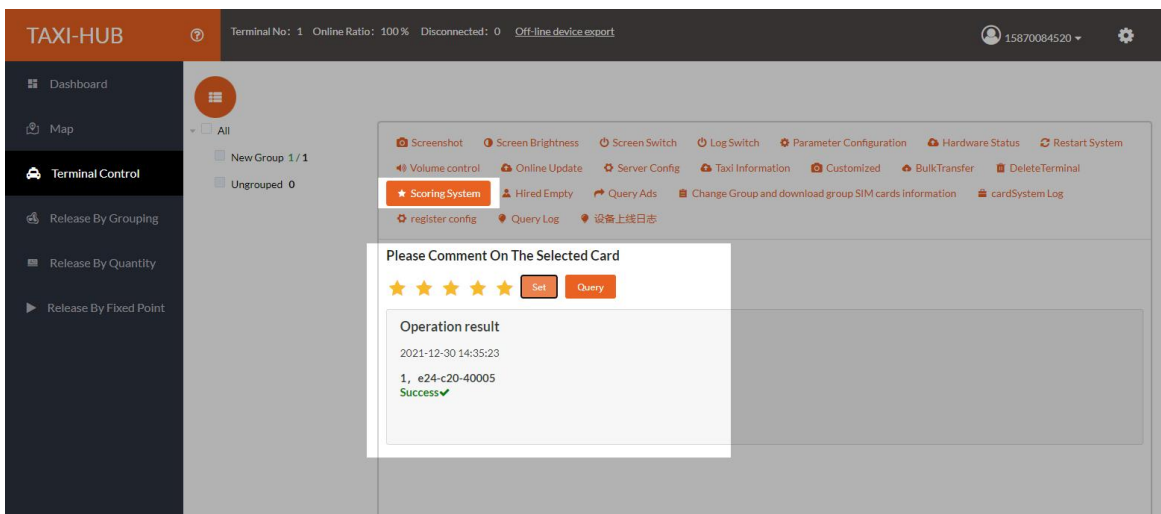 TAXI-HUB
Terminal No: 1 Online Ratio: 100% Disconnected: 0 Off-line device export
15870084520
Dashboard
Map
Terminal Control
Release By Grouping
Release By Quantity
Release By Fixed Point
All
New Group 1/1
Ungrouped 0
Screenshot Screen Brightness Screen Switch Log Switch Parameter Configuration Hardware Status Restart System
Volume control Online Update Server Config Taxi Information Customized BulkTransfer DeleteTerminal
Scoring System Hired Empty Query Ads Change Group and download group SIM cards information cardSystem Log
register config Query Log 设备上线日志
Please Comment On The Selected Card
Set Query
Operation result
2021-12-30 14:35:23
1, e24-c20-40005
Success✔